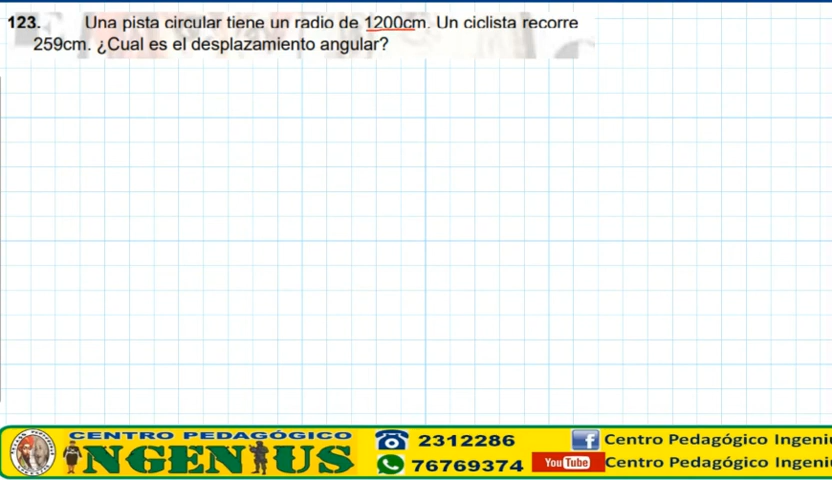 123. Una pista circular tiene un radio de 1200cm. Un ciclista recorre
259cm. ¿Cual es el desplazamiento angular?
CENTRO PEDAGÓGICO
INGENIUS
2312286
76769374
Centro Pedagógico Ingeni
YouTube Centro Pedagógico Ingeni